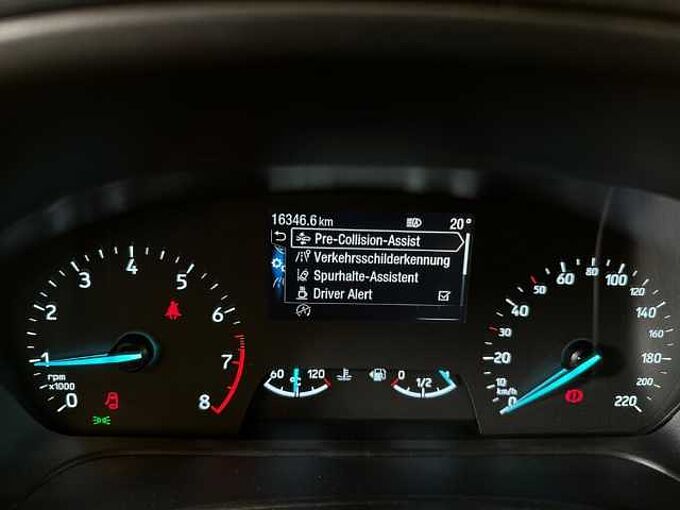 16346.6 km 20°
Pre-Collision-Assist
Verkehrsschilderkennung
Spurhalte-Assistent
Driver Alert
0 1 2 3 4 5 6 7 8
rpm
x1000
60 °C 120
0 1/2
0 10 20 30 40 50 60 80 100 120 140 160 180 200 220
km/h